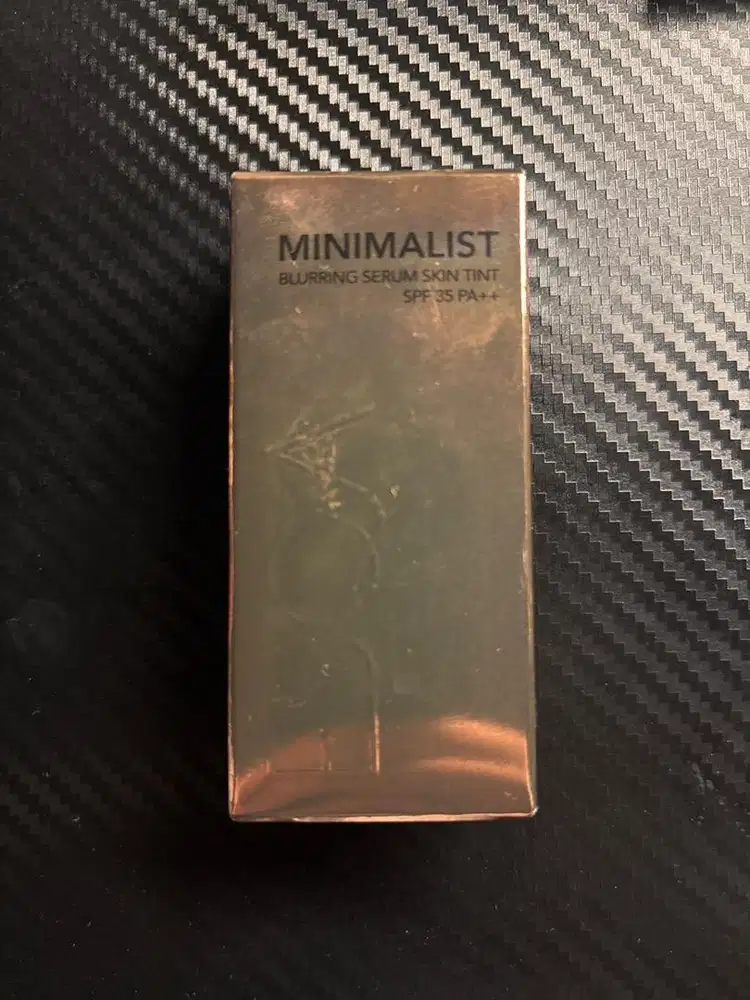 MINIMALIST
BLURRING SERUM SKIN TINT
SPF 35 PA++